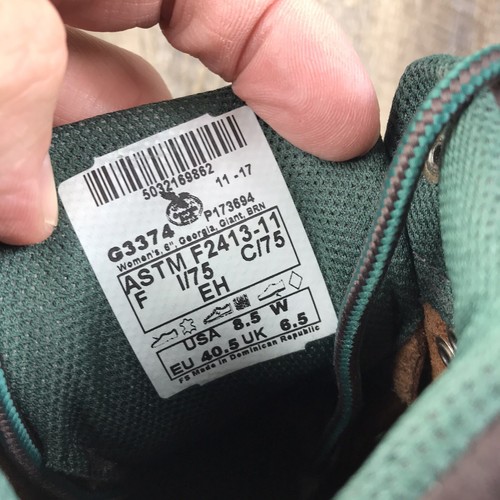 5032169862 11-17
G3374 P173694
Women's, 6", Georgia, Giant, BRN
ASTM F2413-11
F I/75 C/75
EH
USA 8.5 W
EU 40.5 UK 6.5
FS Made in Dominican Republic